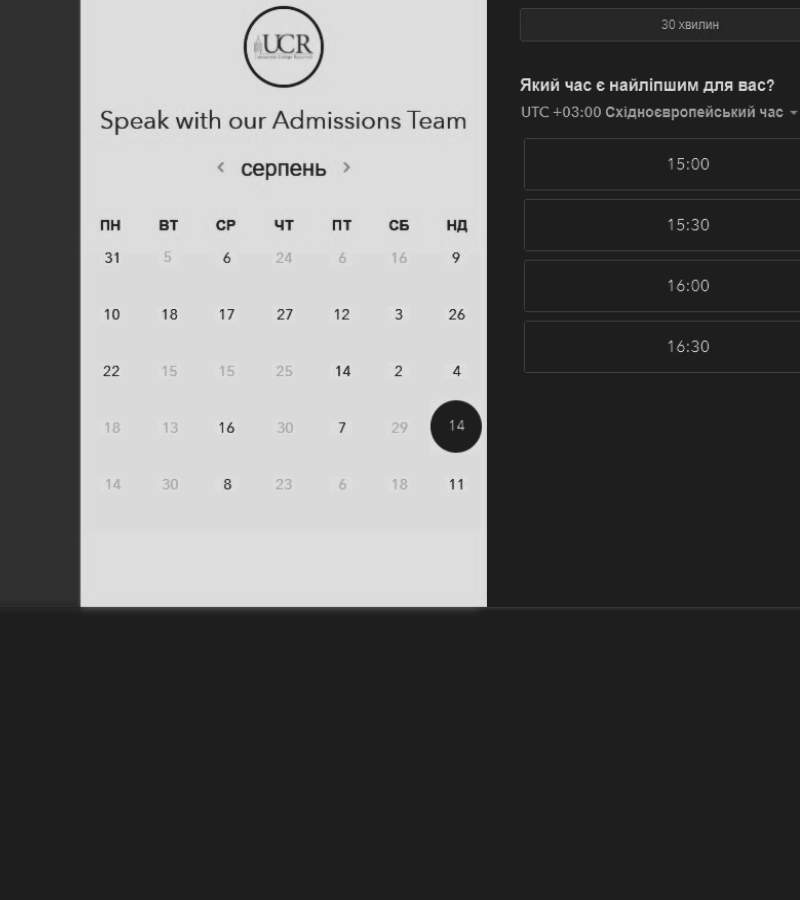 UCR
Speak with our Admissions Team
серпень
ПН ВТ СР ЧТ ПТ СБ НД
31 5 6 24 6 16 9
10 18 17 27 12 3 26
22 15 15 25 14 2 4
18 13 16 30 7 29 14
14 30 8 23 6 18 11
30 хвилин
Який час є найліпшим для вас?
UTC +03:00 Східноєвропейський час
15:00
15:30
16:00
16:30